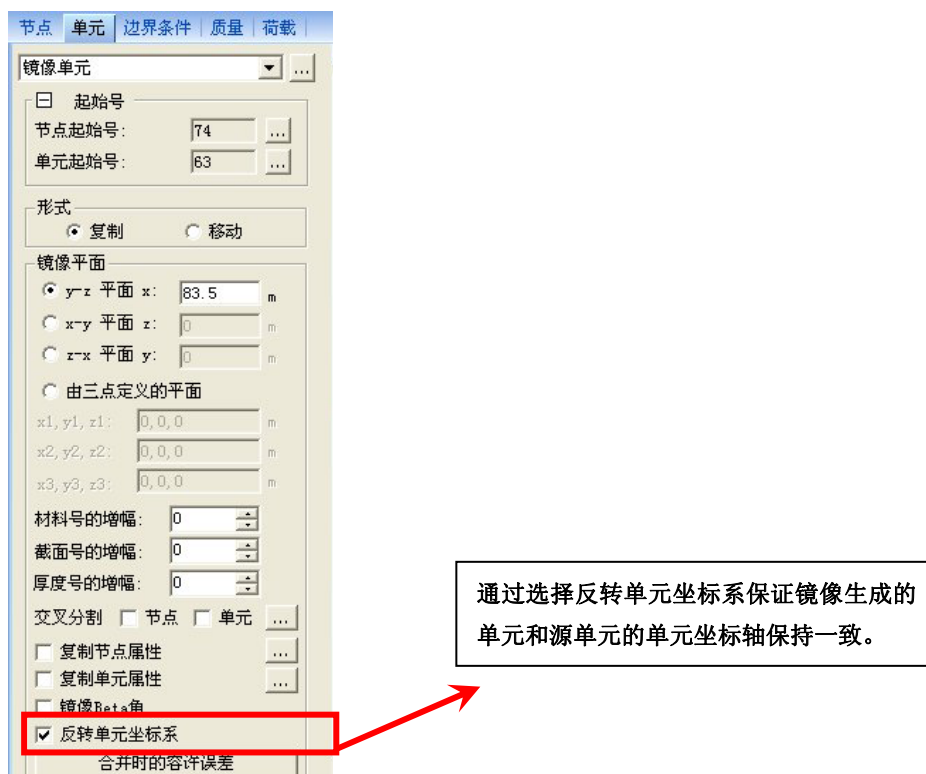 节点 单元 边界条件 质量 荷载
镜像单元 ...
起始号
节点起始号: 74 ...
单元起始号: 63 ...
形式
复制 移动
镜像平面
y-z 平面 x: 83.5 m
x-y 平面 z: 0 m
z-x 平面 y: 0 m
由三点定义的平面
x1, y1, z1: 0, 0, 0 m
x2, y2, z2: 0, 0, 0 m
x3, y3, z3: 0, 0, 0 m
材料号的增幅: 0
截面号的增幅: 0
厚度号的增幅: 0
交叉分割 节点 单元 ...
复制节点属性 ...
复制单元属性 ...
镜像Beta角
反转单元坐标系
合并时的容许误差
通过选择反转单元坐标系保证镜像生成的
单元和源单元的单元坐标轴保持一致。